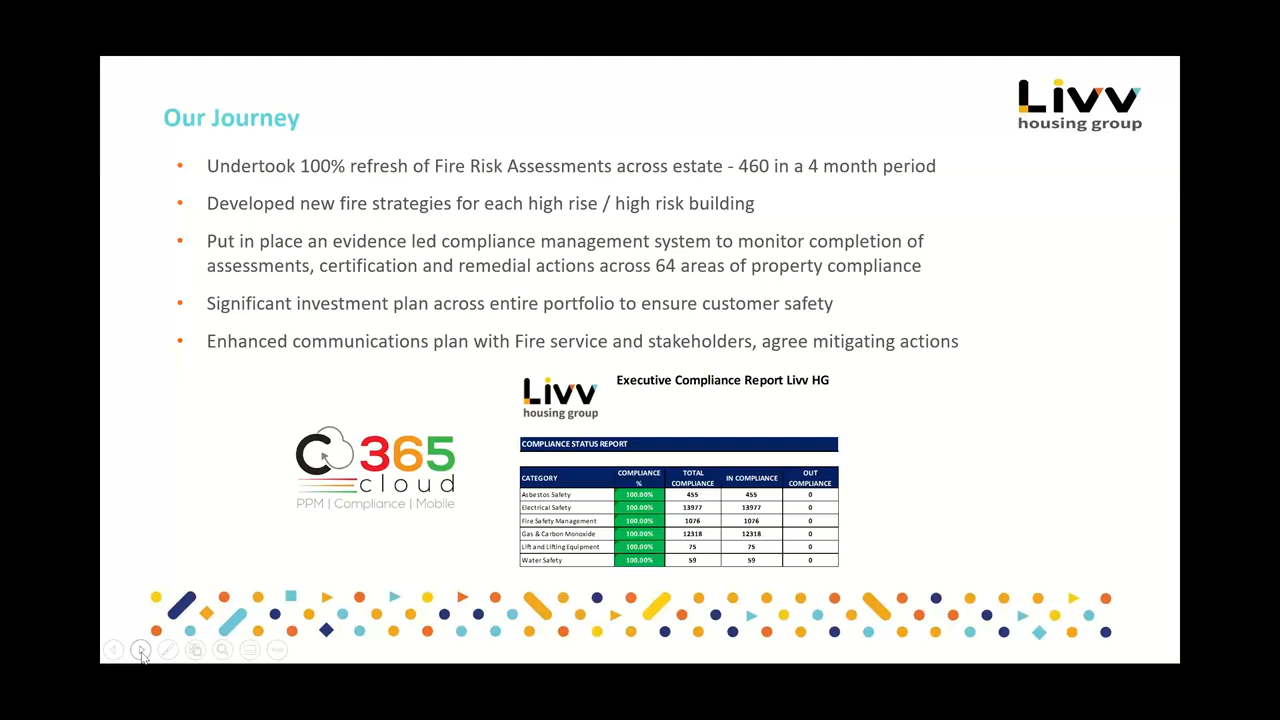 Livv
housing group
Our Journey
• Undertook 100% refresh of Fire Risk Assessments across estate - 460 in a 4 month period
• Developed new fire strategies for each high rise / high risk building
• Put in place an evidence led compliance management system to monitor completion of
assessments, certification and remedial actions across 64 areas of property compliance
• Significant investment plan across entire portfolio to ensure customer safety
• Enhanced communications plan with Fire service and stakeholders, agree mitigating actions
C365
cloud
PPM | Compliance | Mobile
Livv
housing group
Executive Compliance Report Livv HG
COMPLIANCE STATUS REPORT
CATEGORY COMPLIANCE % TOTAL COMPLIANCE IN COMPLIANCE OUT COMPLIANCE
Asbestos Safety 100.00% 455 455 0
Electrical Safety 100.00% 13977 13977 0
Fire Safety Management 100.00% 1076 1076 0
Gas & Carbon Monoxide 100.00% 12318 12318 0
Lift and Lifting Equipment 100.00% 75 75 0
Water Safety 100.00% 59 59 0